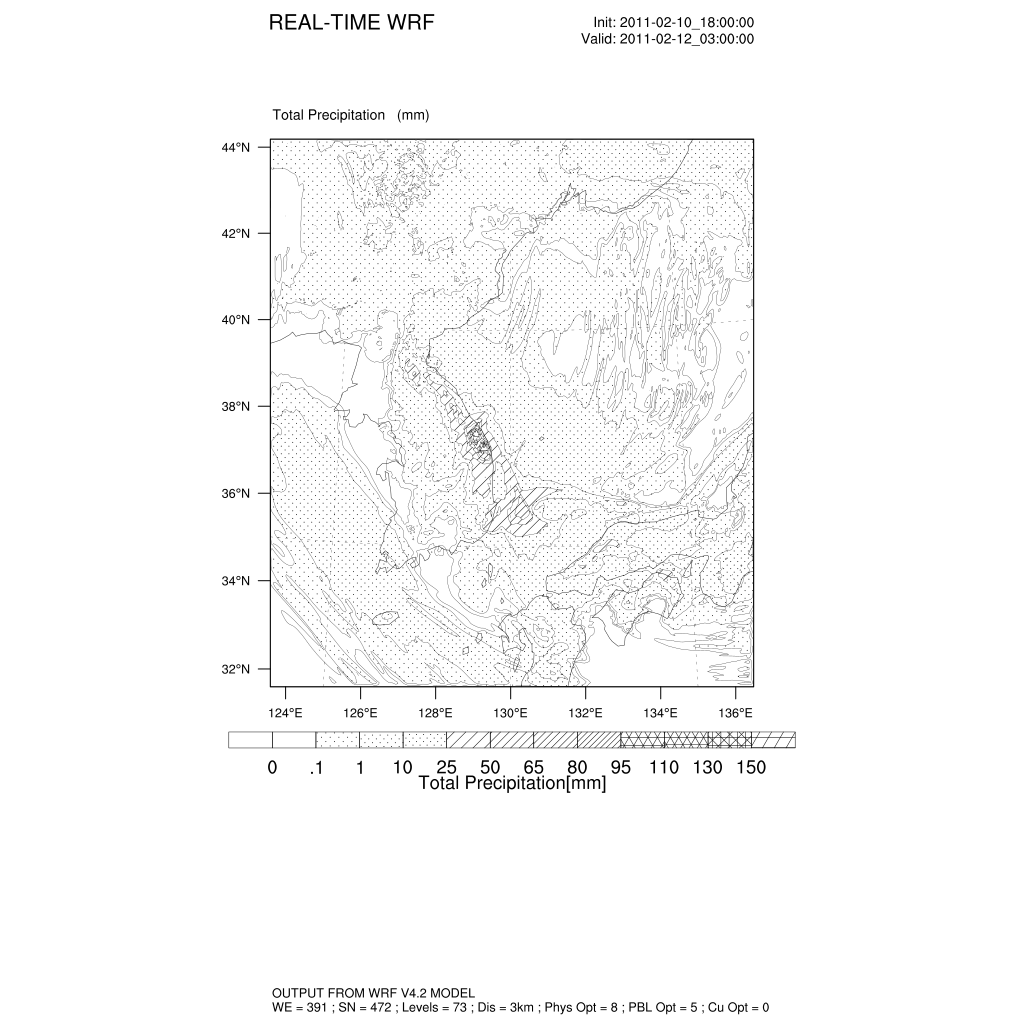 REAL-TIME WRF
Init: 2011-02-10_18:00:00
Valid: 2011-02-12_03:00:00
Total Precipitation (mm)
44°N
42°N
40°N
38°N
36°N
34°N
32°N
124°E 126°E 128°E 130°E 132°E 134°E 136°E
0 .1 1 10 25 50 65 80 95 110 130 150
Total Precipitation[mm]
OUTPUT FROM WRF V4.2 MODEL
WE = 391 ; SN = 472 ; Levels = 73 ; Dis = 3km ; Phys Opt = 8 ; PBL Opt = 5 ; Cu Opt = 0